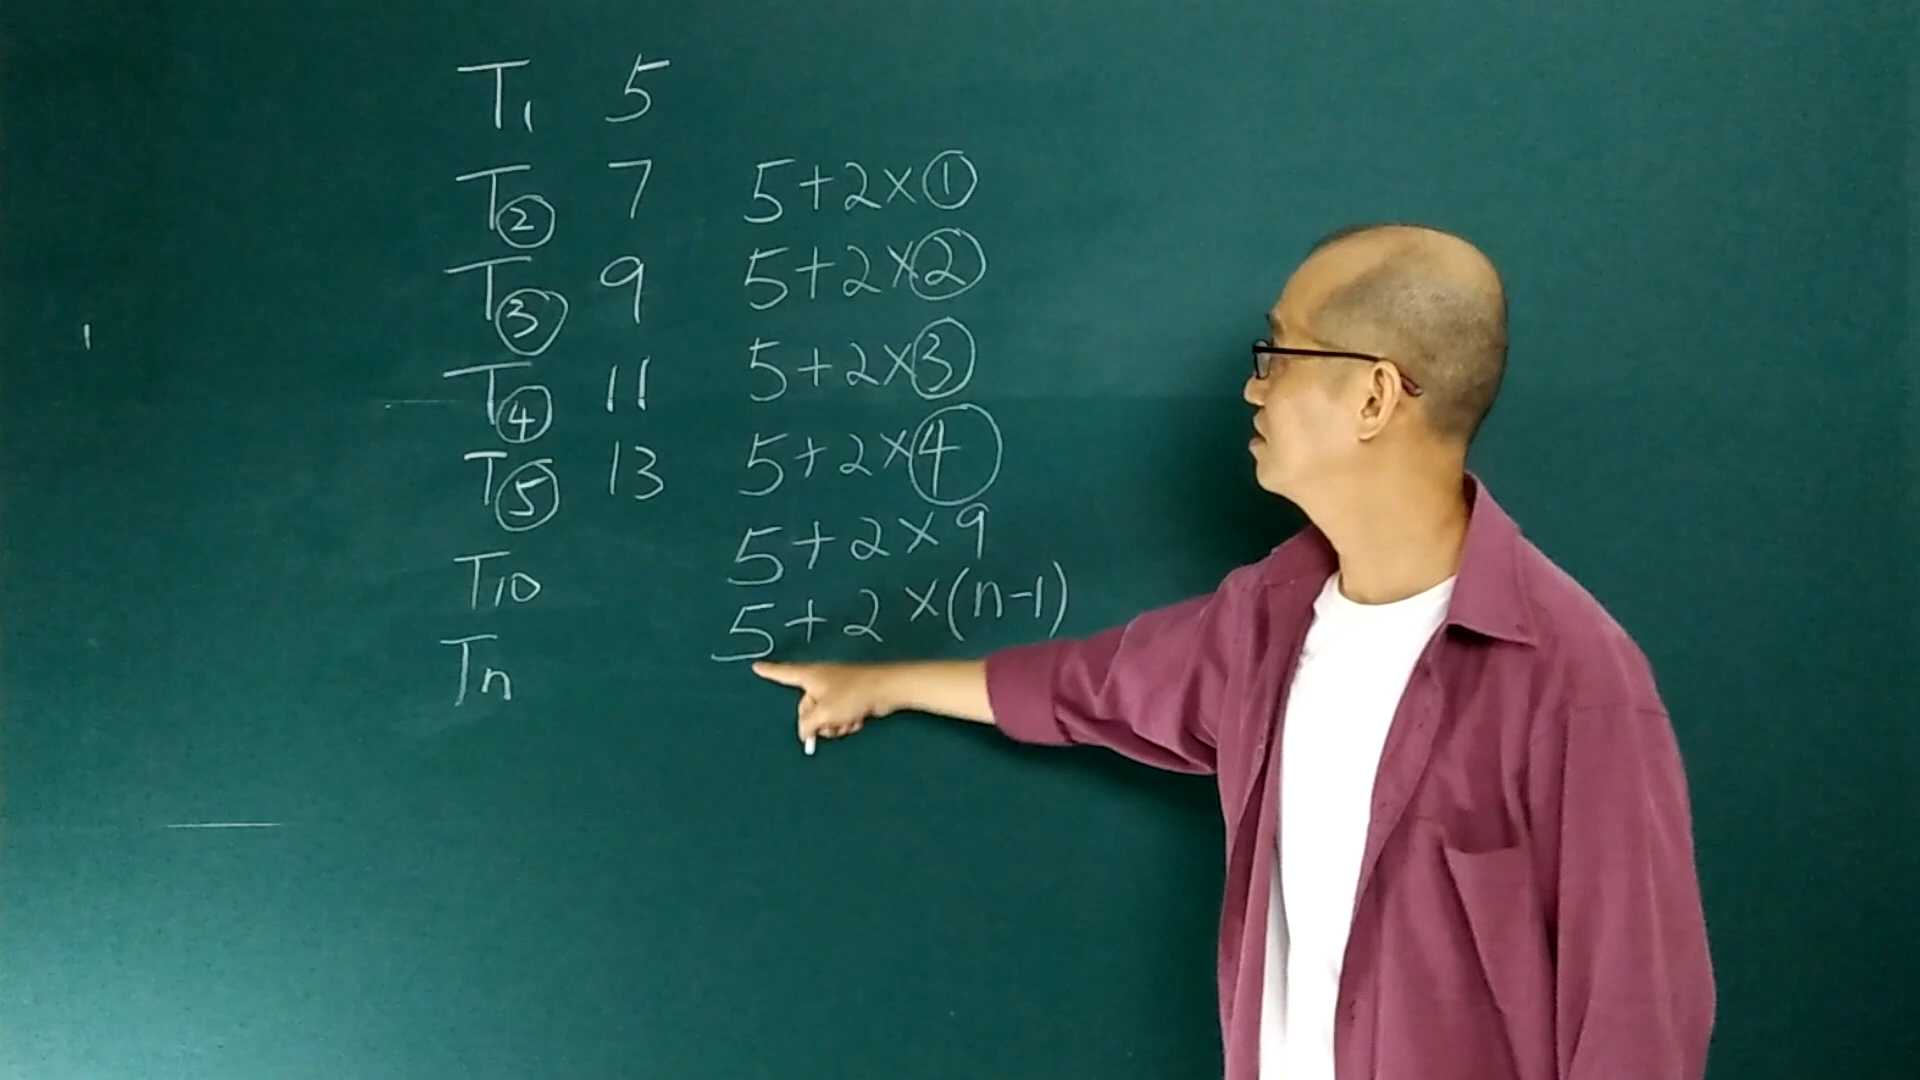 T1 5
T② 7 5+2×①
T③ 9 5+2×②
T④ 11 5+2×③
T⑤ 13 5+2×④
T10 5+2×9
Tn 5+2×(n-1)